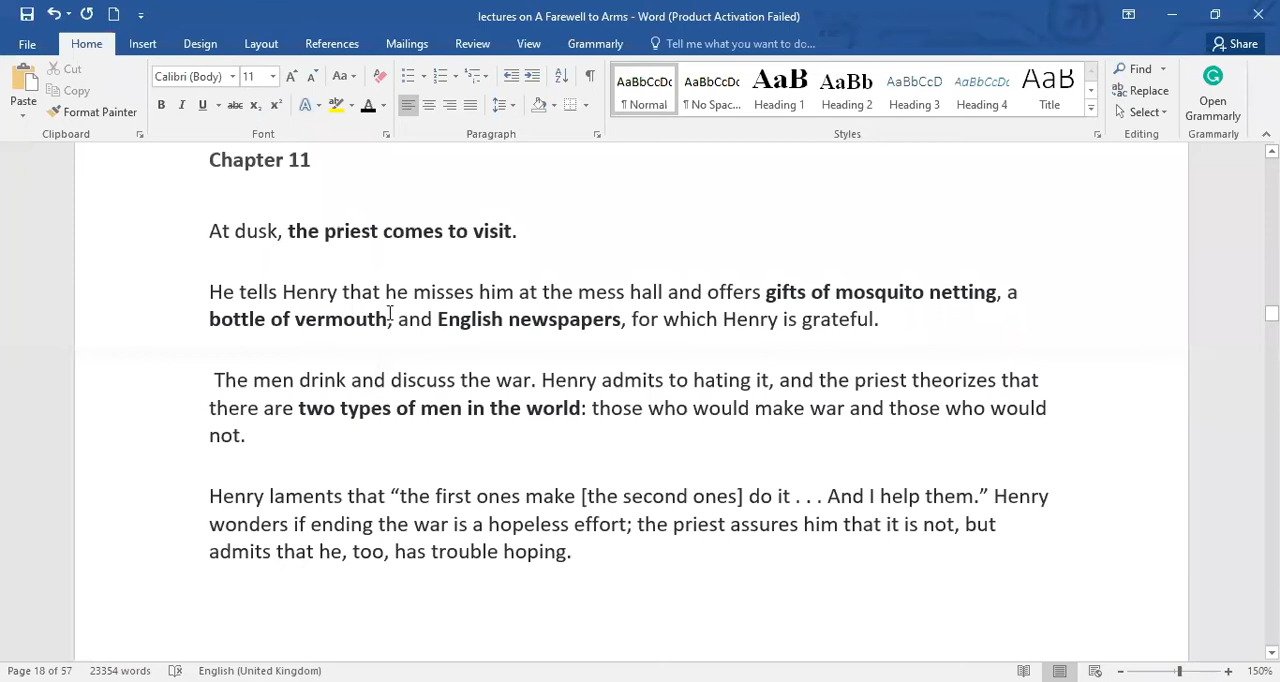 lectures on A Farewell to Arms - Word (Product Activation Failed)
File Home Insert Design Layout References Mailings Review View Grammarly Tell me what you want to do... Share
Paste Cut Copy Format Painter
Clipboard
Calibri (Body) 11 A A Aa
B I U abc X₂ X² A A
Font
Paragraph
AaBbCcDc AaBbCcDc AaB AaBb AaBbCcD AaBbCcDc AaB
¶ Normal ¶ No Spac... Heading 1 Heading 2 Heading 3 Heading 4 Title
Styles
Find
Replace
Select
Editing
Open
Grammarly
Grammarly
Chapter 11
At dusk, the priest comes to visit.
He tells Henry that he misses him at the mess hall and offers gifts of mosquito netting, a
bottle of vermouth, and English newspapers, for which Henry is grateful.
The men drink and discuss the war. Henry admits to hating it, and the priest theorizes that
there are two types of men in the world: those who would make war and those who would
not.
Henry laments that “the first ones make [the second ones] do it . . . And I help them.” Henry
wonders if ending the war is a hopeless effort; the priest assures him that it is not, but
admits that he, too, has trouble hoping.
Page 18 of 57 23354 words English (United Kingdom) 150%